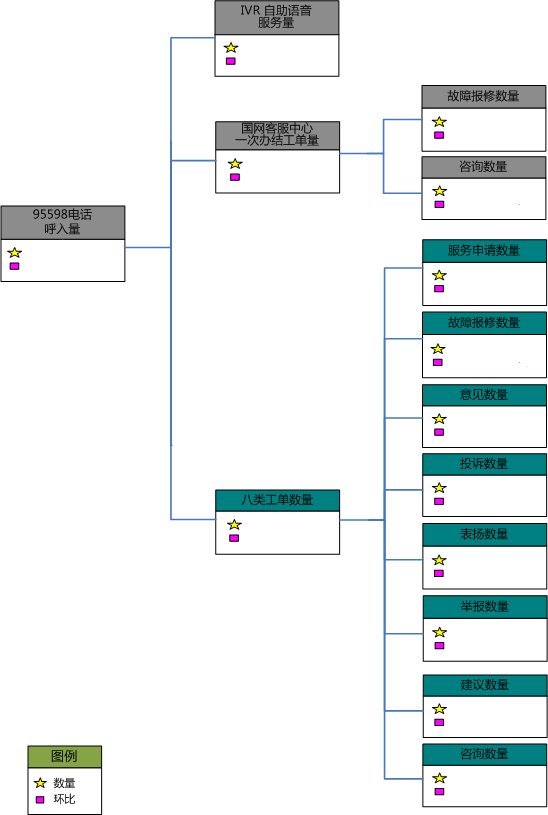 IVR 自助语音
服务量
国网客服中心
一次办结工单量
故障报修数量
咨询数量
95598电话
呼入量
服务申请数量
故障报修数量
意见数量
投诉数量
八类工单数量
表扬数量
举报数量
建议数量
咨询数量
图例
数量
环比